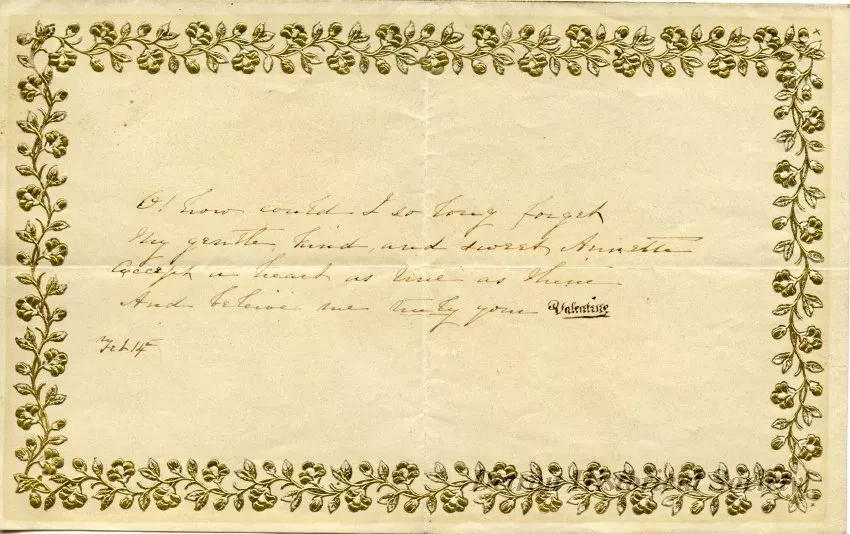 O! how could I so long forget
My gentle, kind, and sweet Annette
Accept a heart as true as thine
And beleive me truly your Valentine
Feb 14